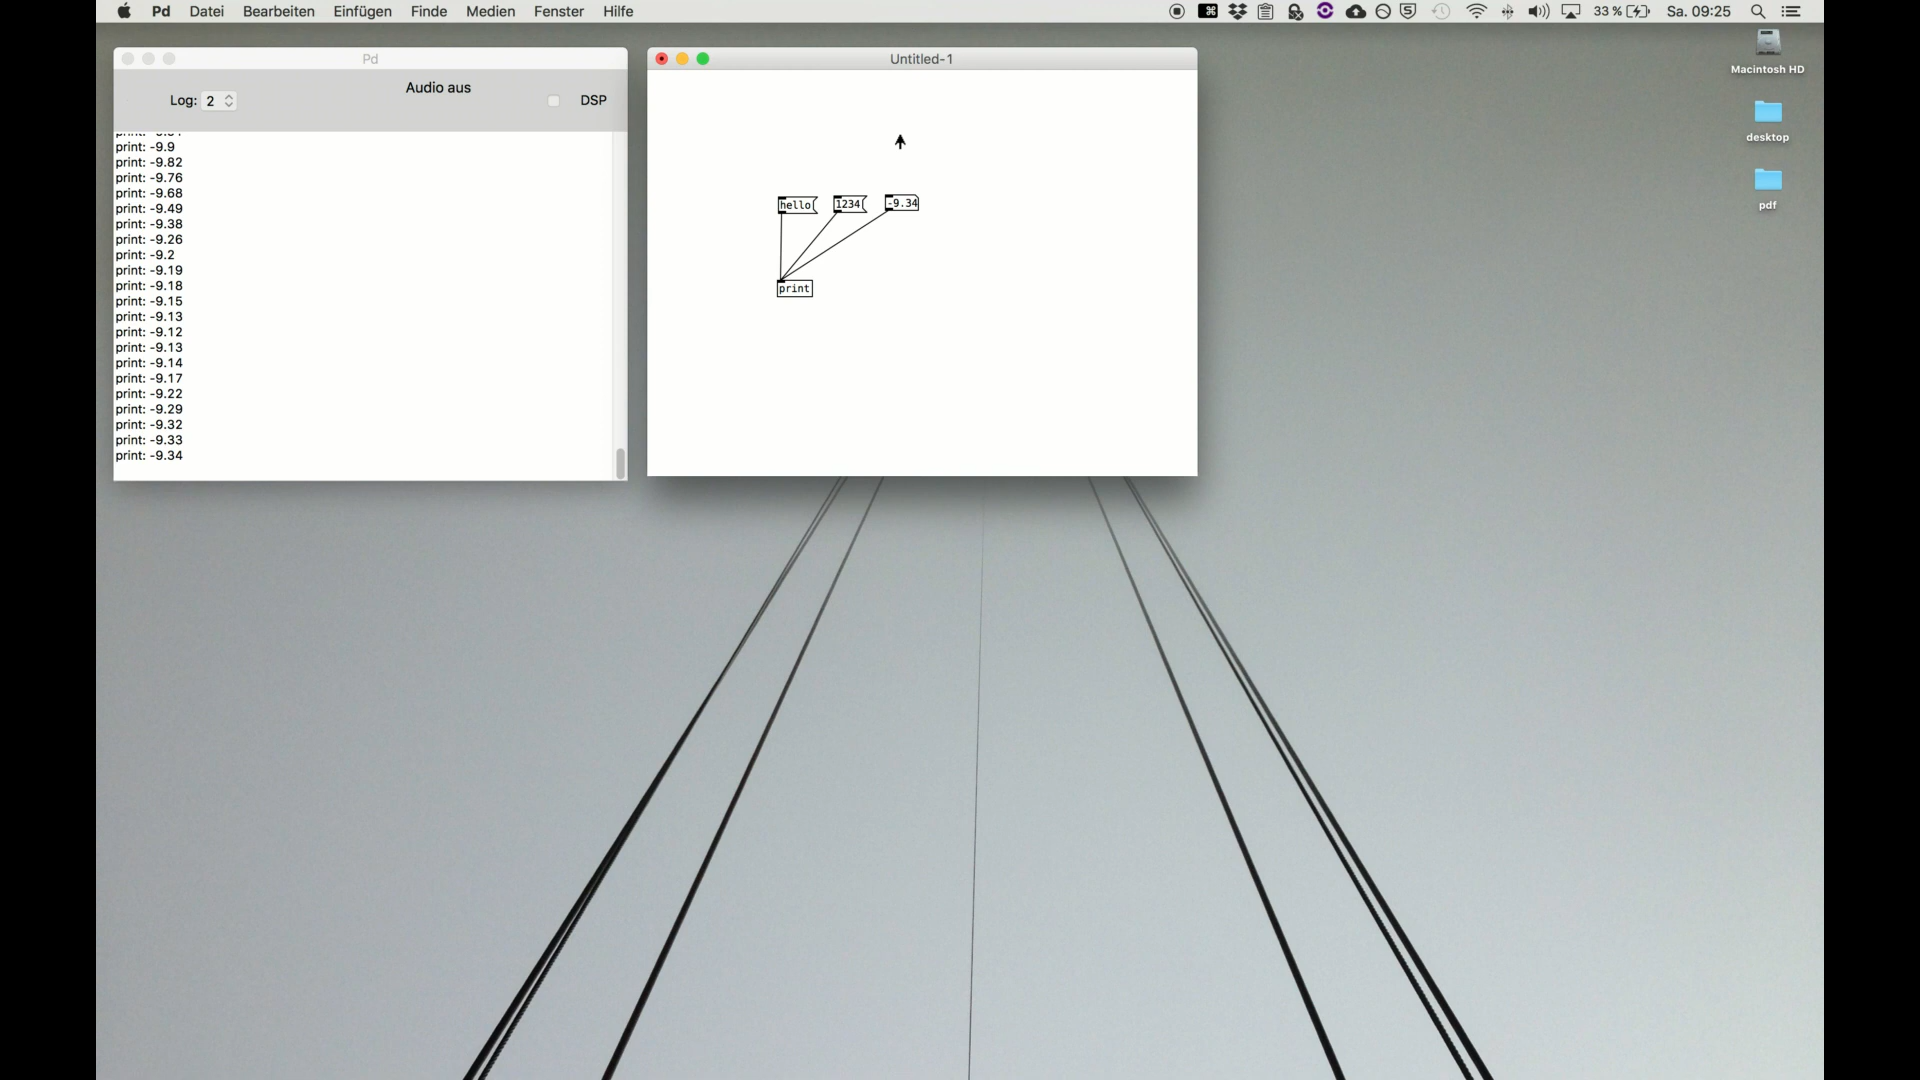 Pd Datei Bearbeiten Einfügen Finde Medien Fenster Hilfe 33 % Sa. 09:25
Pd
Audio aus
Log: 2 DSP
print: -9.9
print: -9.82
print: -9.76
print: -9.68
print: -9.49
print: -9.38
print: -9.26
print: -9.2
print: -9.19
print: -9.18
print: -9.15
print: -9.13
print: -9.12
print: -9.13
print: -9.14
print: -9.17
print: -9.22
print: -9.29
print: -9.32
print: -9.33
print: -9.34
Untitled-1
hello 1234 -9.34
print
Macintosh HD
desktop
pdf